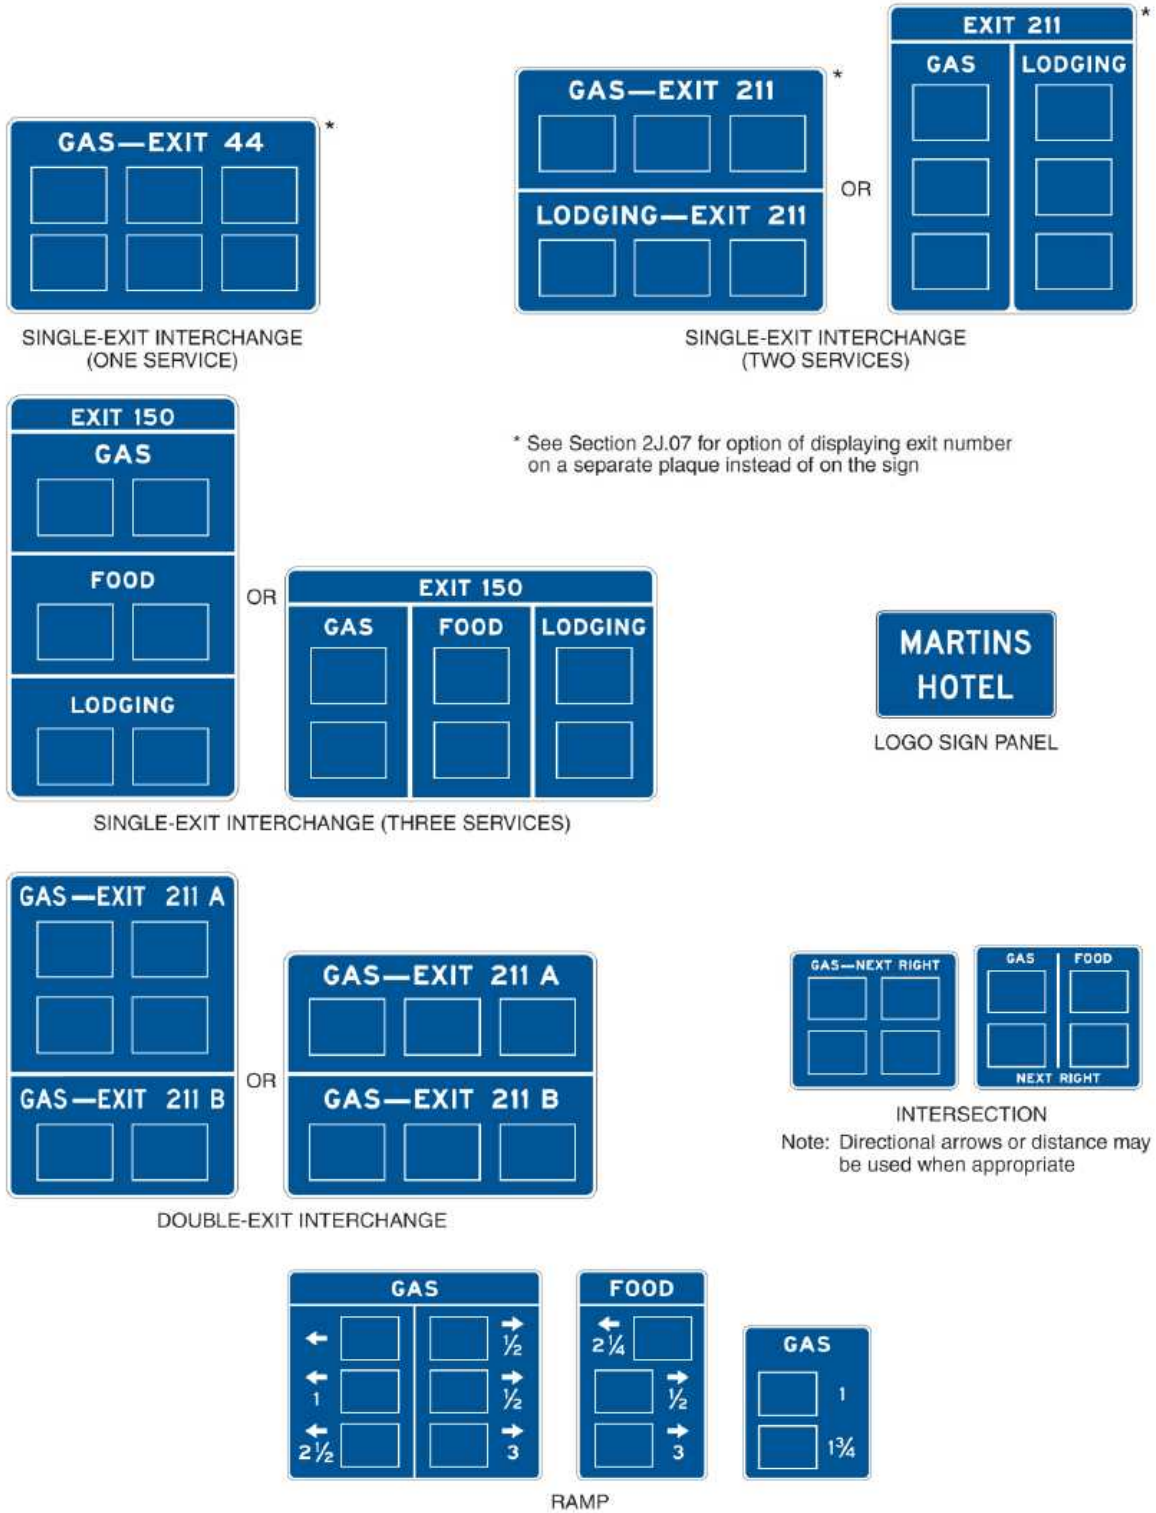 GAS—EXIT 44
*
SINGLE-EXIT INTERCHANGE
(ONE SERVICE)
GAS—EXIT 211
*
LODGING—EXIT 211
OR
EXIT 211
*
GAS
LODGING
SINGLE-EXIT INTERCHANGE
(TWO SERVICES)
EXIT 150
GAS
FOOD
LODGING
OR
EXIT 150
GAS
FOOD
LODGING
SINGLE-EXIT INTERCHANGE (THREE SERVICES)
* See Section 2J.07 for option of displaying exit number
on a separate plaque instead of on the sign
MARTINS
HOTEL
LOGO SIGN PANEL
GAS—EXIT 211 A
GAS—EXIT 211 B
OR
GAS—EXIT 211 A
GAS—EXIT 211 B
DOUBLE-EXIT INTERCHANGE
GAS—NEXT RIGHT
GAS
FOOD
NEXT RIGHT
INTERSECTION
Note: Directional arrows or distance may
be used when appropriate
GAS
← → ½
← 1 → ½
← 2½ → 3
FOOD
← 2¼
→ ½
→ 3
GAS
1
1¾
RAMP